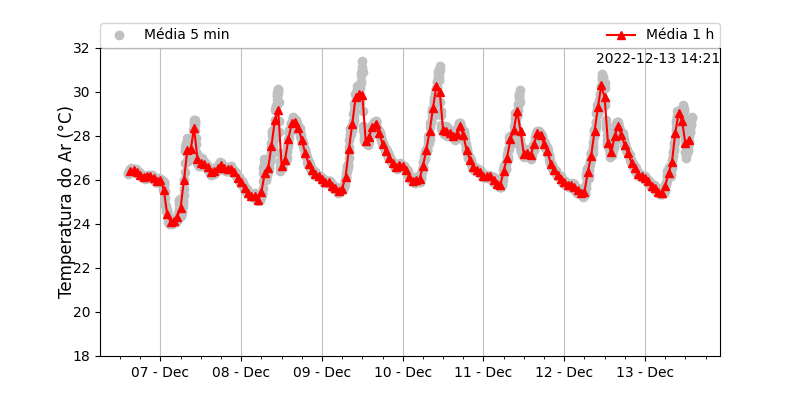 Média 5 min
Média 1 h
2022-12-13 14:21
Temperatura do Ar (°C)
32
30
28
26
24
22
20
18
07 - Dec
08 - Dec
09 - Dec
10 - Dec
11 - Dec
12 - Dec
13 - Dec